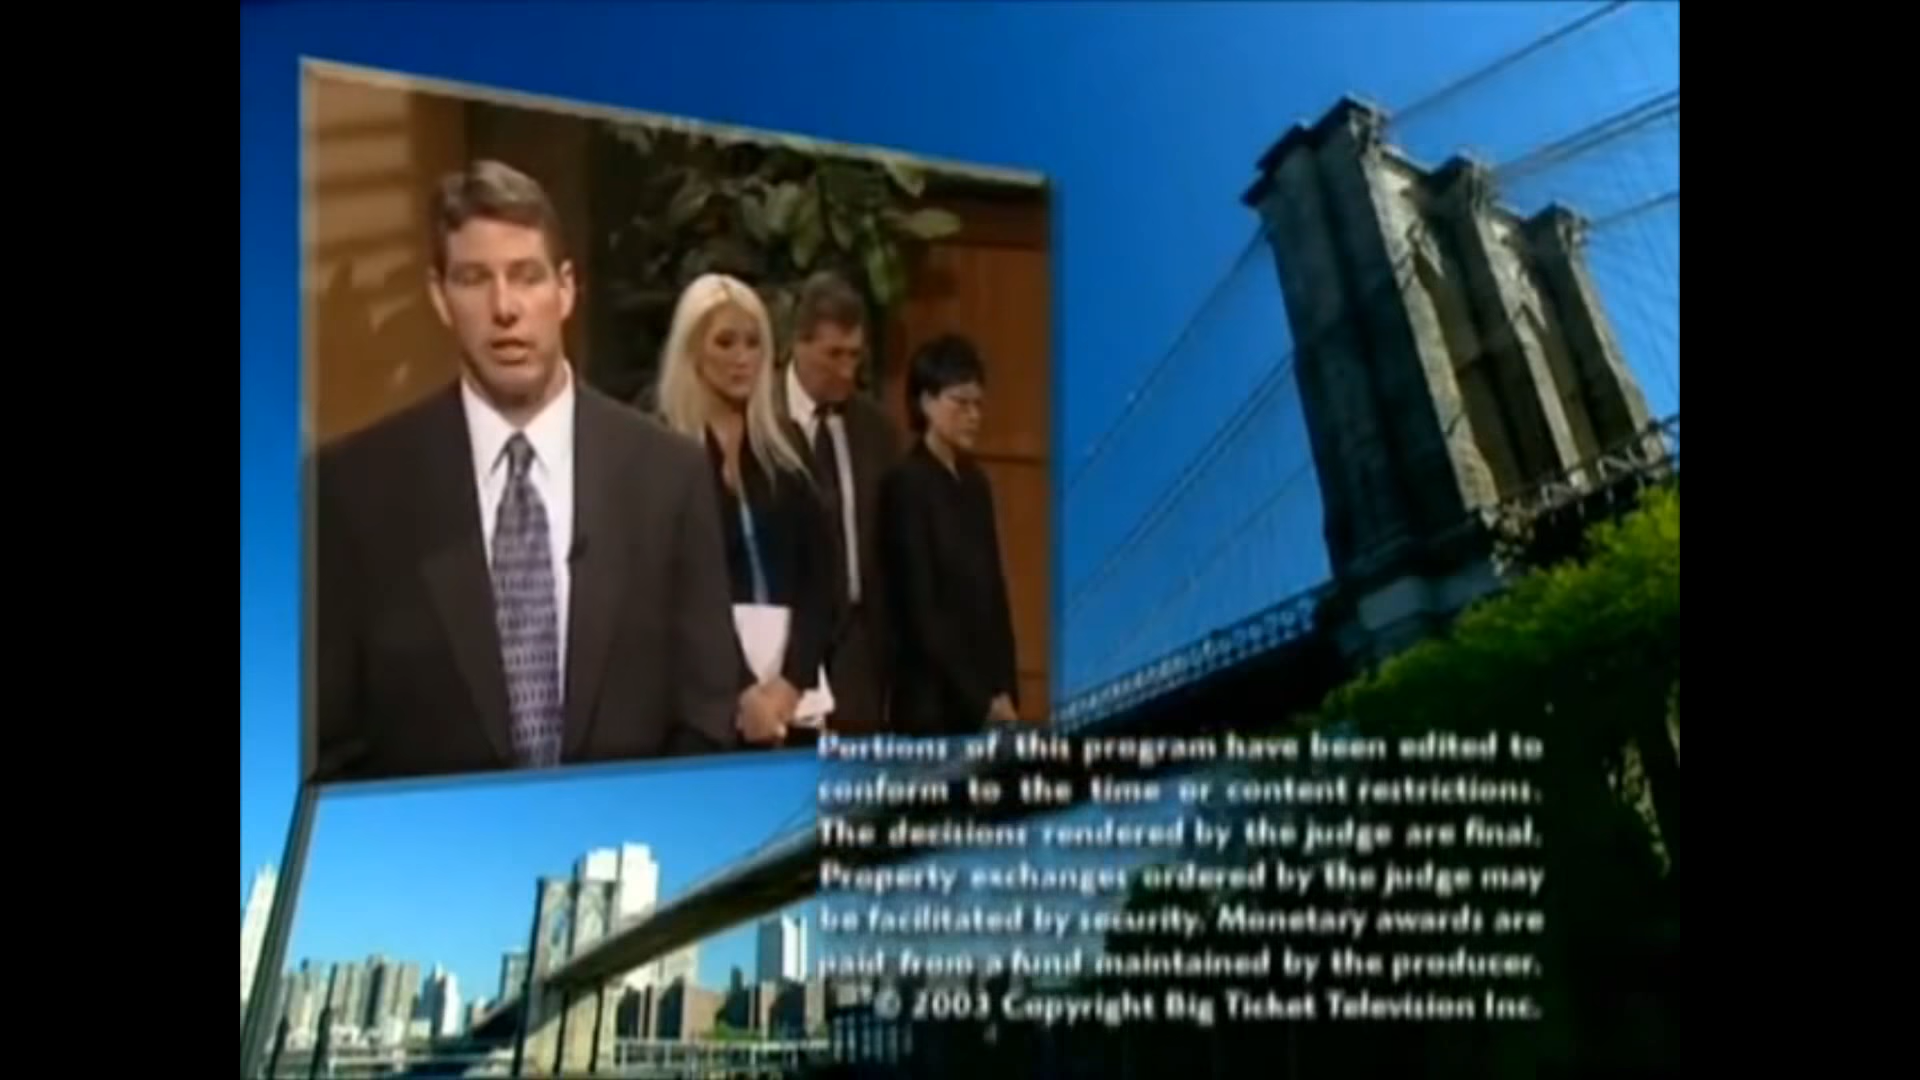 Portions of this program have been edited to
conform to the time or content restrictions.
The decisions rendered by the judge are final.
Property exchanges ordered by the judge may
be facilitated by security. Monetary awards are
paid from a fund maintained by the producer.
© 2003 Copyright Big Ticket Television Inc.